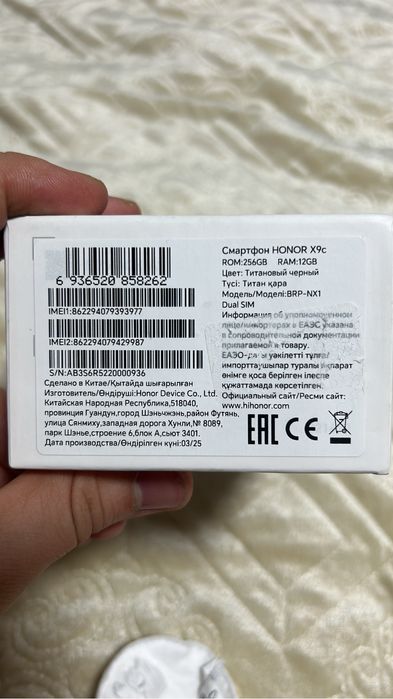 6 936520 858262
IMEI1:862294079393977
IMEI2:862294079429987
S/N:AB3S6R5220000936
Сделано в Китае/Қытайда шығарылған
Изготовитель/Өндіруші:Honor Device Co., Ltd.
Китайская Народная Республика,518040,
провинция Гуандун,город Шэньчжэнь,район Футянь,
улица Сянмиху,западная дорога Хунли,№ 8089,
парк Шэнье,строение 6,блок A,сьют 3401.
Дата производства/Өндірілген күні:03/25
Смартфон HONOR X9c
ROM:256GB RAM:12GB
Цвет: Титановый черный
Түсі: Титан қара
Модель/Моделі:BRP-NX1
Dual SIM
Информация об уполномоченном
лице/импортерах в ЕАЭС указана
в сопроводительной документации
прилагаемой к товару.
ЕАЭО-дағы уәкілетті тұлға/
импорттаушылар туралы ақпарат
өнімге қоса берілген ілеспе
құжаттамада көрсетілген.
Официальный сайт/Ресми сайт:
www.hihonor.com
EAC CE